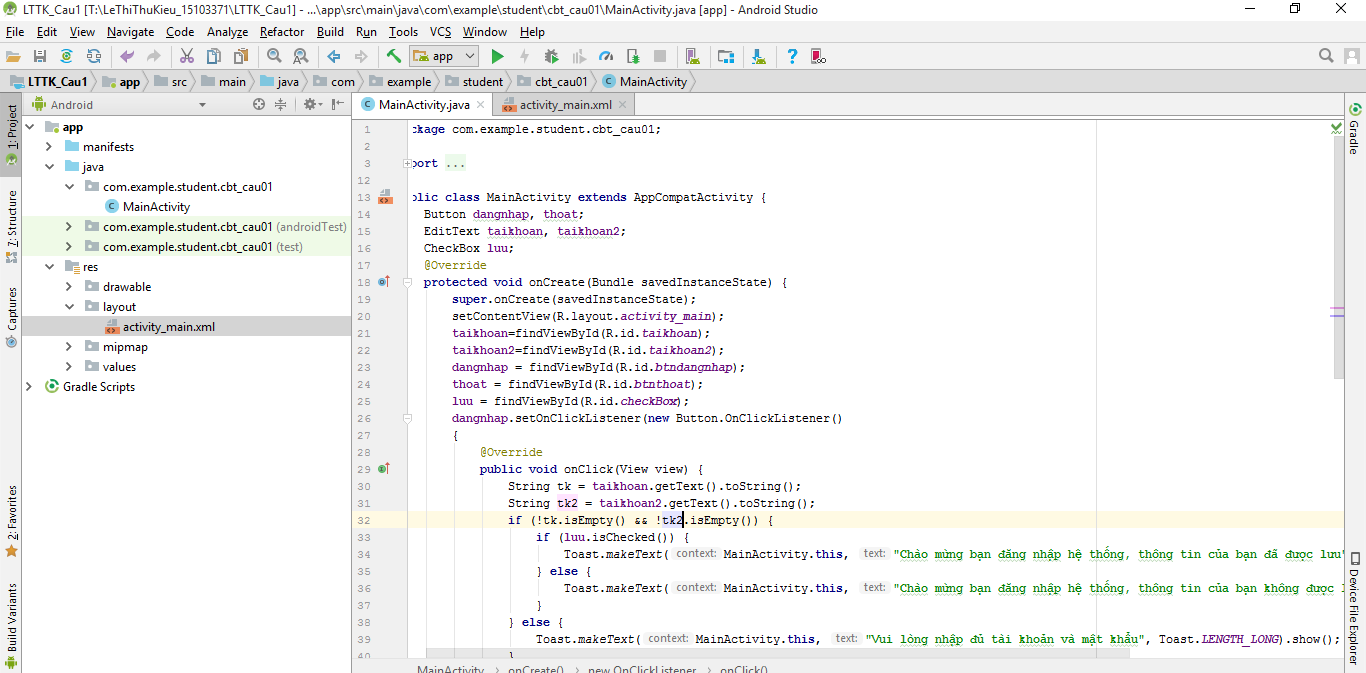 LTTK_Cau1 [T:\LeThiThuKieu_15103371\LTTK_Cau1] - ...\app\src\main\java\com\example\student\cbt_cau01\MainActivity.java [app] - Android Studio
File Edit View Navigate Code Analyze Refactor Build Run Tools VCS Window Help
app
LTTK_Cau1 app src main java com example student cbt_cau01 MainActivity
Android
MainActivity.java activity_main.xml
1: Project
7: Structure
Captures
2: Favorites
Build Variants
app
manifests
java
com.example.student.cbt_cau01
MainActivity
com.example.student.cbt_cau01 (androidTest)
com.example.student.cbt_cau01 (test)
res
drawable
layout
activity_main.xml
mipmap
values
Gradle Scripts
1 ckage com.example.student.cbt_cau01;
2
3 port ...
12
13 blic class MainActivity extends AppCompatActivity {
14 Button dangnhap, thoat;
15 EditText taikhoan, taikhoan2;
16 CheckBox luu;
17 @Override
18 protected void onCreate(Bundle savedInstanceState) {
19 super.onCreate(savedInstanceState);
20 setContentView(R.layout.activity_main);
21 taikhoan=findViewById(R.id.taikhoan);
22 taikhoan2=findViewById(R.id.taikhoan2);
23 dangnhap = findViewById(R.id.btndangnhap);
24 thoat = findViewById(R.id.btnthoat);
25 luu = findViewById(R.id.checkBox);
26 dangnhap.setOnClickListener(new Button.OnClickListener()
27 {
28 @Override
29 public void onClick(View view) {
30 String tk = taikhoan.getText().toString();
31 String tk2 = taikhoan2.getText().toString();
32 if (!tk.isEmpty() && !tk2.isEmpty()) {
33 if (luu.isChecked()) {
34 Toast.makeText( context: MainActivity.this, text: "Chào mừng bạn đăng nhập hệ thống, thông tin của bạn đã được lưu"
35 } else {
36 Toast.makeText( context: MainActivity.this, text: "Chào mừng bạn đăng nhập hệ thống, thông tin của bạn không được l
37 }
38 } else {
39 Toast.makeText( context: MainActivity.this, text: "Vui lòng nhập đủ tài khoản và mật khẩu", Toast.LENGTH_LONG).show();
40 }
MainActivity onCreate() new OnClickListener onClick()
Gradle
Device File Explorer